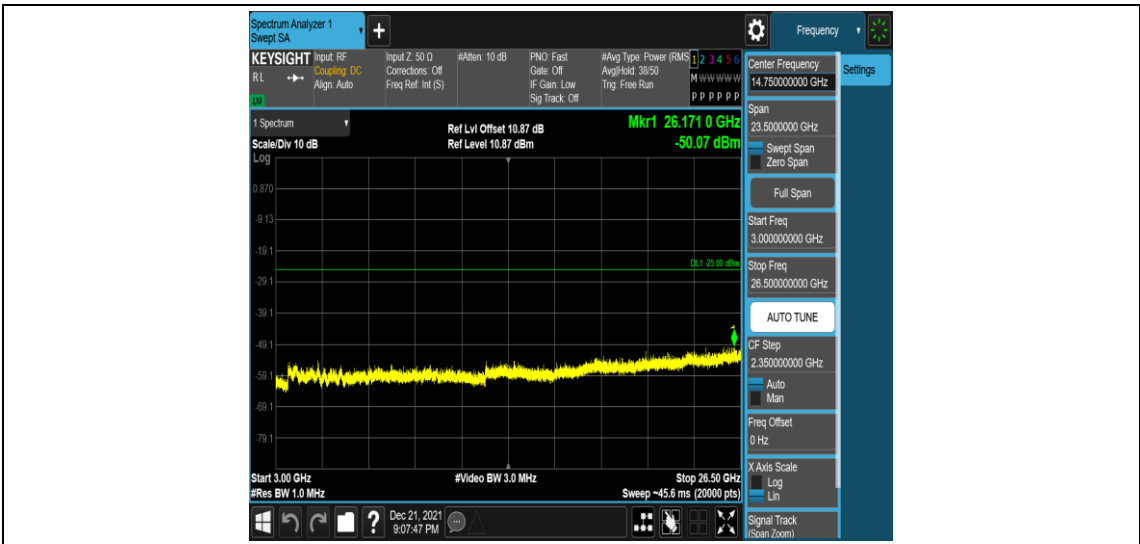 Spectrum Analyzer 1
Swept SA
+
Frequency
KEYSIGHT
RL
LXI
Input: RF
Coupling: DC
Align: Auto
Input Z: 50 Ω
Corrections: Off
Freq Ref: Int (S)
#Atten: 10 dB
PNO: Fast
Gate: Off
IF Gain: Low
Sig Track: Off
#Avg Type: Power (RMS
Avg|Hold: 38/50
Trig: Free Run
1 2 3 4 5 6
M W W W W W
P P P P P P
Center Frequency
14.750000000 GHz
Settings
Span
23.5000000 GHz
Swept Span
Zero Span
Full Span
Start Freq
3.000000000 GHz
Stop Freq
26.500000000 GHz
AUTO TUNE
CF Step
2.350000000 GHz
Auto
Man
Freq Offset
0 Hz
X Axis Scale
Log
Lin
Signal Track
(Span Zoom)
1 Spectrum
Scale/Div 10 dB
Ref Lvl Offset 10.87 dB
Ref Level 10.87 dBm
Mkr1 26.171 0 GHz
-50.07 dBm
Log
0.870
-9.13
-19.1
DL1 -25.00 dBm
-29.1
-39.1
-49.1
-59.1
-69.1
-79.1
Start 3.00 GHz
#Res BW 1.0 MHz
#Video BW 3.0 MHz
Stop 26.50 GHz
Sweep ~45.6 ms (20000 pts)
?
Dec 21, 2021
9:07:47 PM